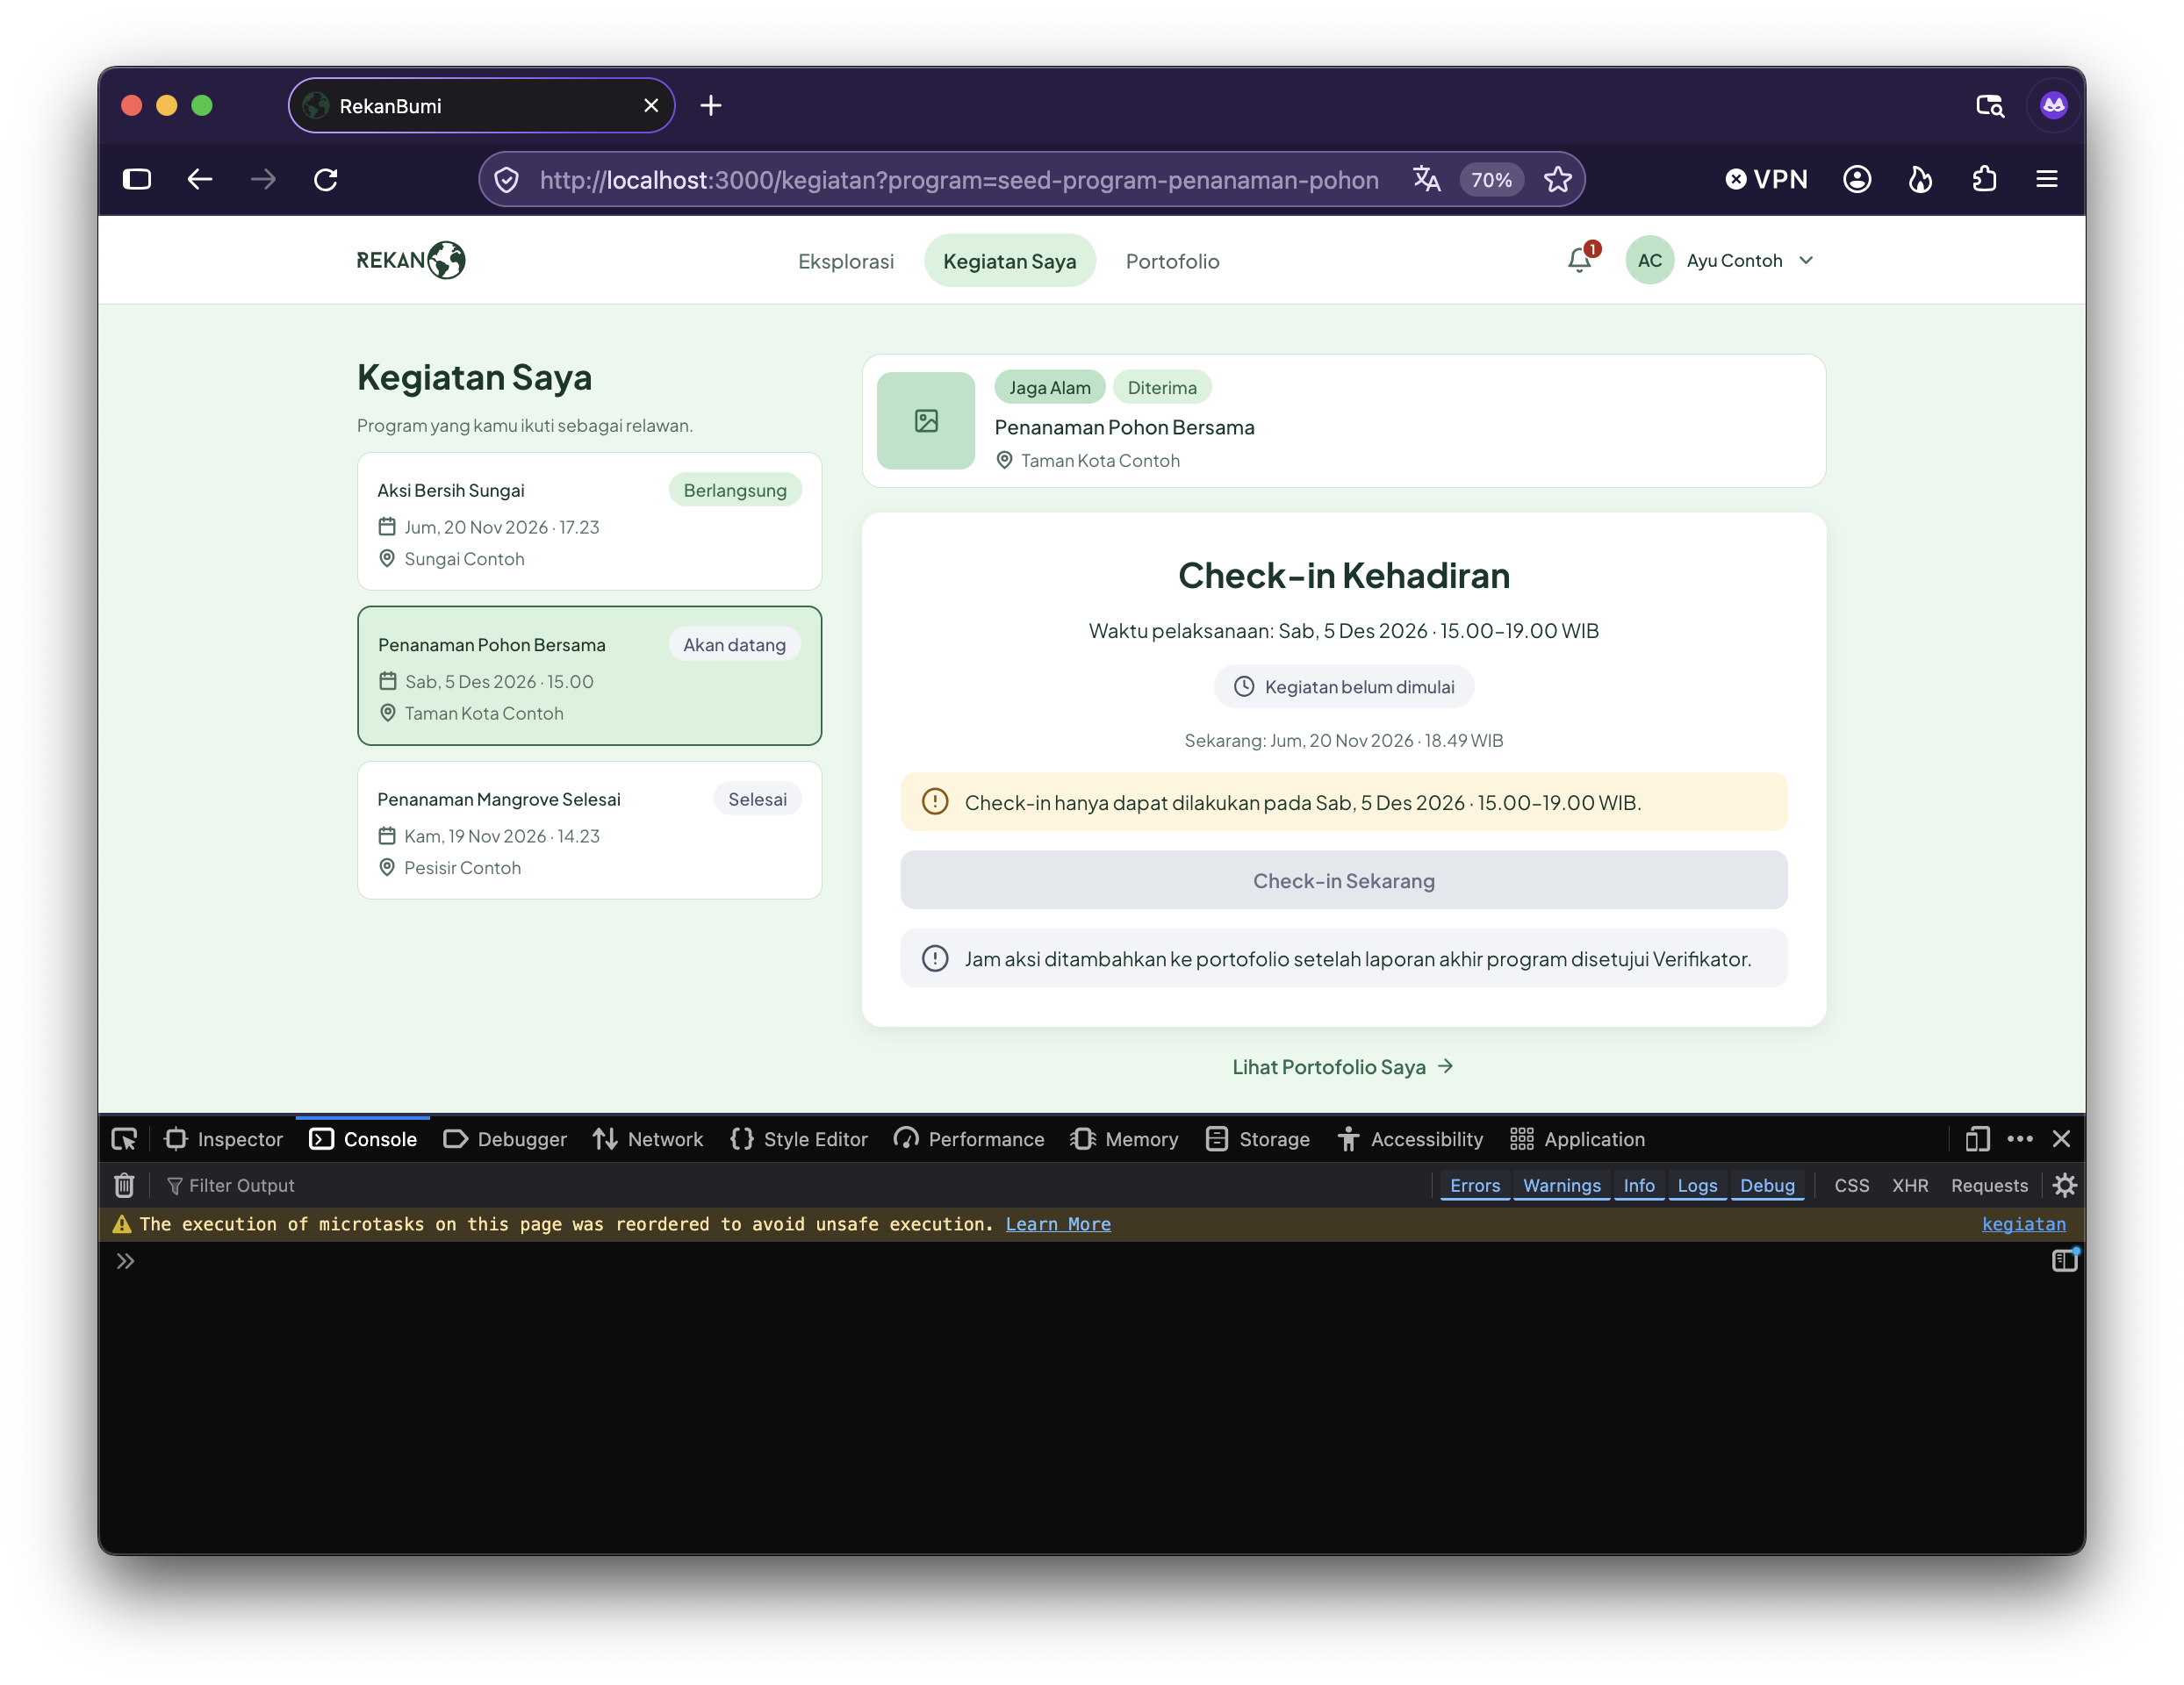 RekanBumi
http://localhost:3000/kegiatan?program=seed-program-penanaman-pohon
70%
VPN
REKAN
Eksplorasi
Kegiatan Saya
Portofolio
1
AC
Ayu Contoh
Kegiatan Saya
Program yang kamu ikuti sebagai relawan.
Aksi Bersih Sungai
Berlangsung
Jum, 20 Nov 2026 · 17.23
Sungai Contoh
Penanaman Pohon Bersama
Akan datang
Sab, 5 Des 2026 · 15.00
Taman Kota Contoh
Penanaman Mangrove Selesai
Selesai
Kam, 19 Nov 2026 · 14.23
Pesisir Contoh
Jaga Alam
Diterima
Penanaman Pohon Bersama
Taman Kota Contoh
Check-in Kehadiran
Waktu pelaksanaan: Sab, 5 Des 2026 · 15.00–19.00 WIB
Kegiatan belum dimulai
Sekarang: Jum, 20 Nov 2026 · 18.49 WIB
Check-in hanya dapat dilakukan pada Sab, 5 Des 2026 · 15.00–19.00 WIB.
Check-in Sekarang
Jam aksi ditambahkan ke portofolio setelah laporan akhir program disetujui Verifikator.
Lihat Portofolio Saya →
Inspector
Console
Debugger
Network
Style Editor
Performance
Memory
Storage
Accessibility
Application
Filter Output
Errors
Warnings
Info
Logs
Debug
CSS
XHR
Requests
The execution of microtasks on this page was reordered to avoid unsafe execution. Learn More
kegiatan